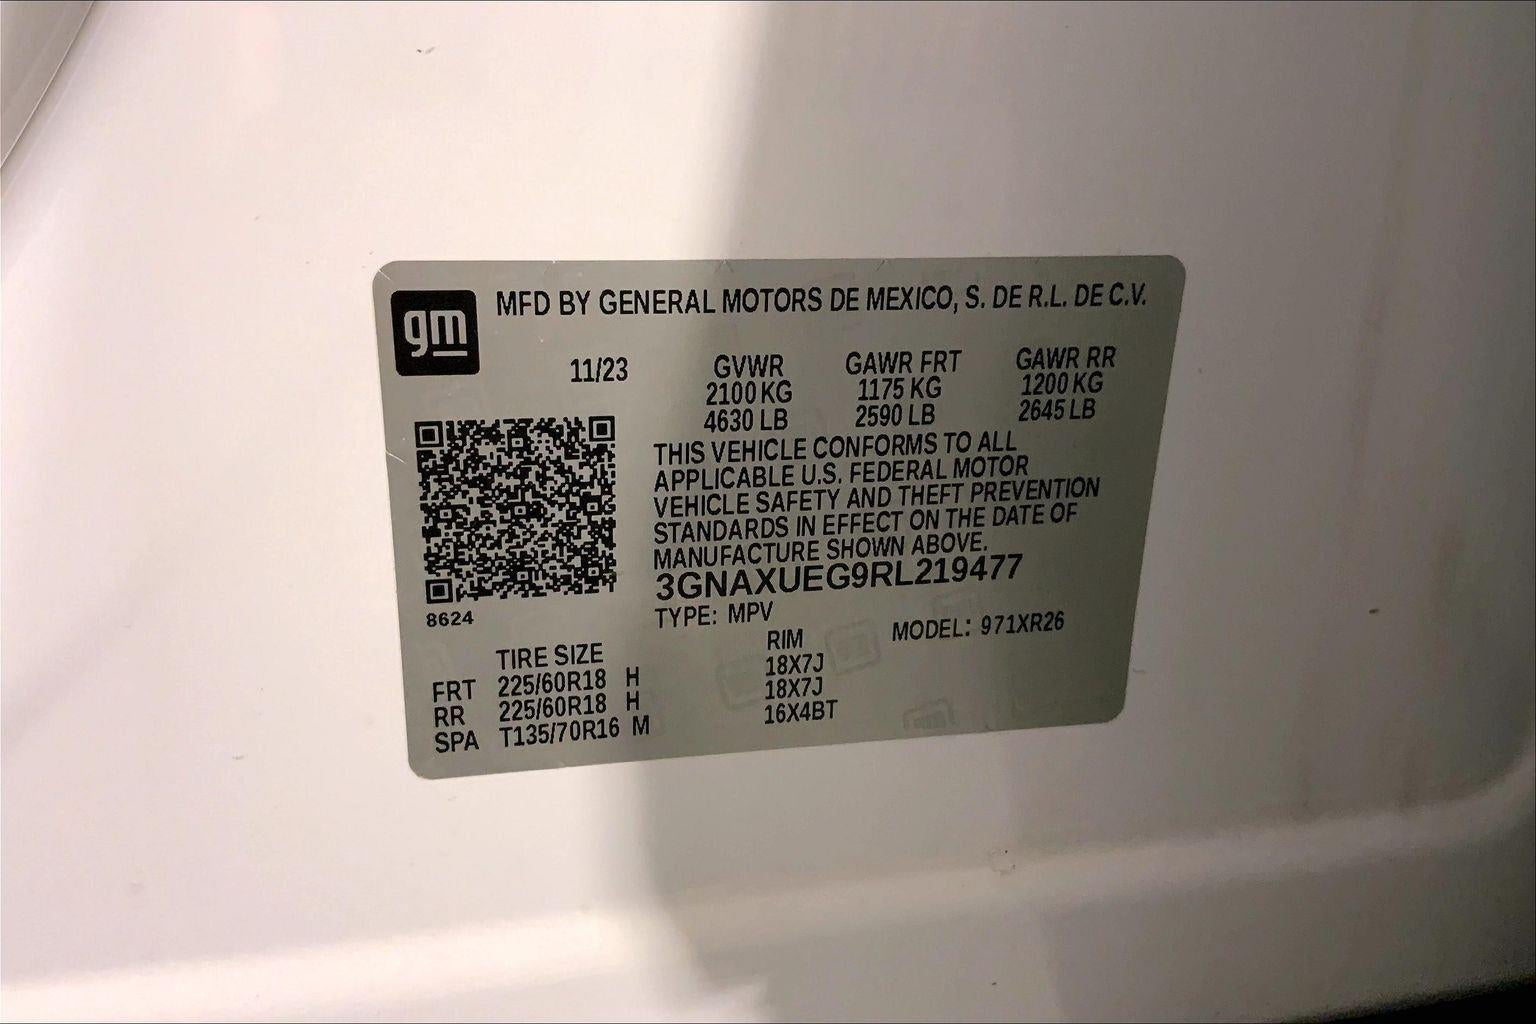 gm
MFD BY GENERAL MOTORS DE MEXICO, S. DE R.L. DE C.V.
11/23 GVWR GAWR FRT GAWR RR
2100 KG 1175 KG 1200 KG
4630 LB 2590 LB 2645 LB
THIS VEHICLE CONFORMS TO ALL
APPLICABLE U.S. FEDERAL MOTOR
VEHICLE SAFETY AND THEFT PREVENTION
STANDARDS IN EFFECT ON THE DATE OF
MANUFACTURE SHOWN ABOVE.
3GNAXUEG9RL219477
8624
TYPE: MPV MODEL: 971XR26
TIRE SIZE RIM
FRT 225/60R18 H 18X7J
RR 225/60R18 H 18X7J
SPA T135/70R16 M 16X4BT